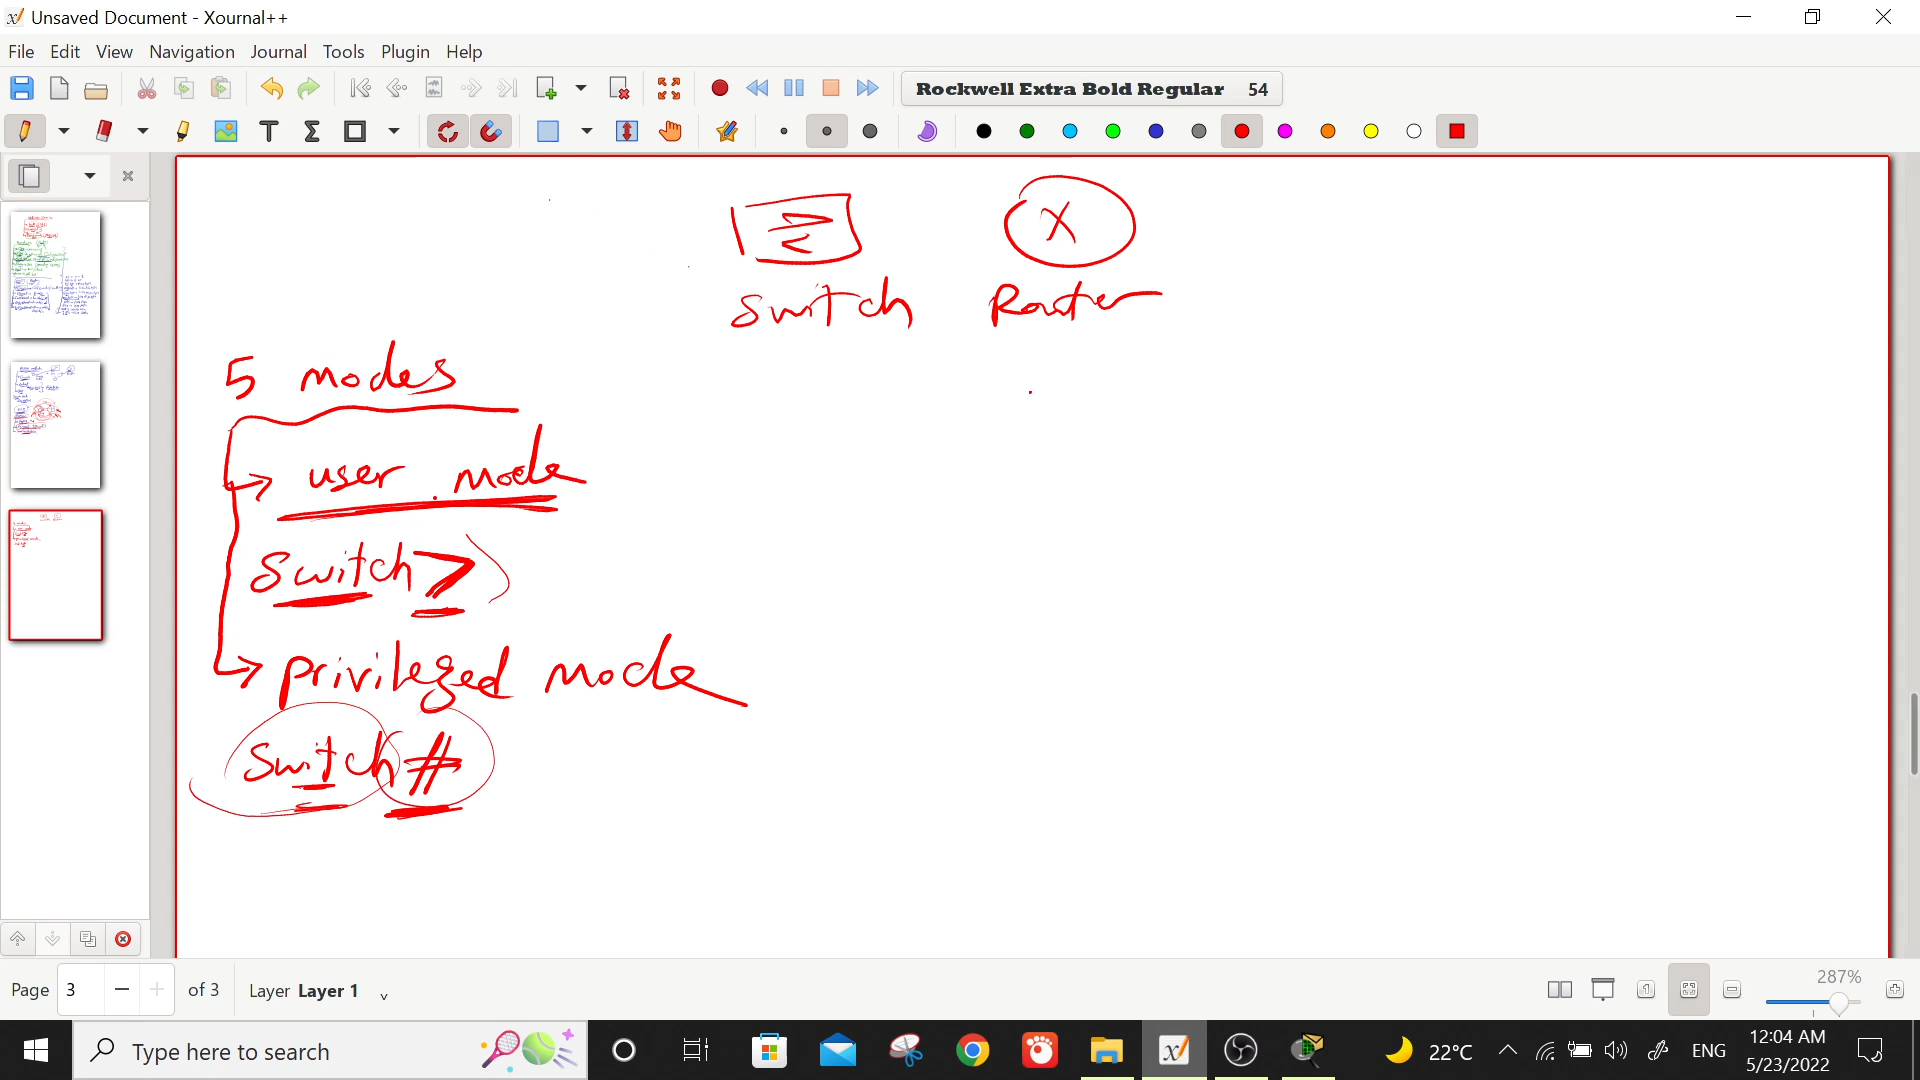 Unsaved Document - Xournal++
File Edit View Navigation Journal Tools Plugin Help
Rockwell Extra Bold Regular 54
switch Router
5 modes
→ user mode
switch >
→ privileged mode
switch #
Page 3 of 3 Layer Layer 1
287%
Type here to search
22°C ENG
12:04 AM
5/23/2022